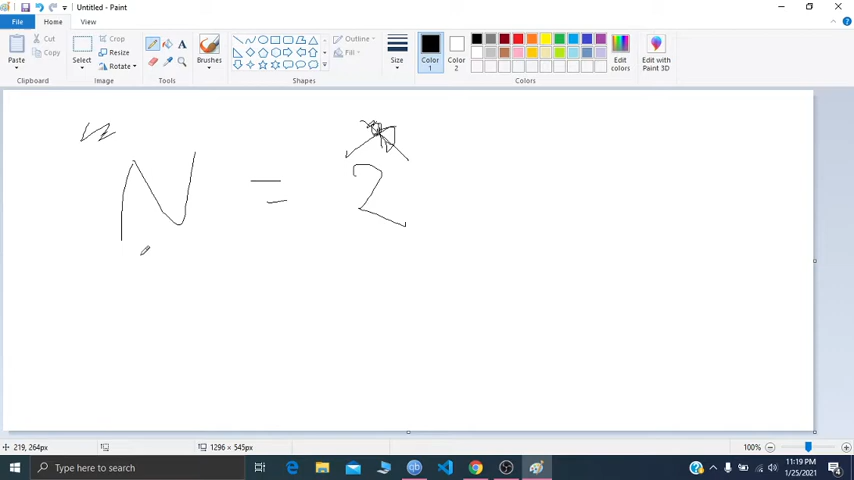 Untitled - Paint
File Home View
Paste Cut Copy Select Crop Resize Rotate A Brushes Outline Fill Size Color 1 Color 2 Edit colors Edit with Paint 3D
Clipboard Image Tools Shapes Colors
N = 2
219, 264px 1296 × 545px 100%
Type here to search 11:19 PM
1/25/2021 4